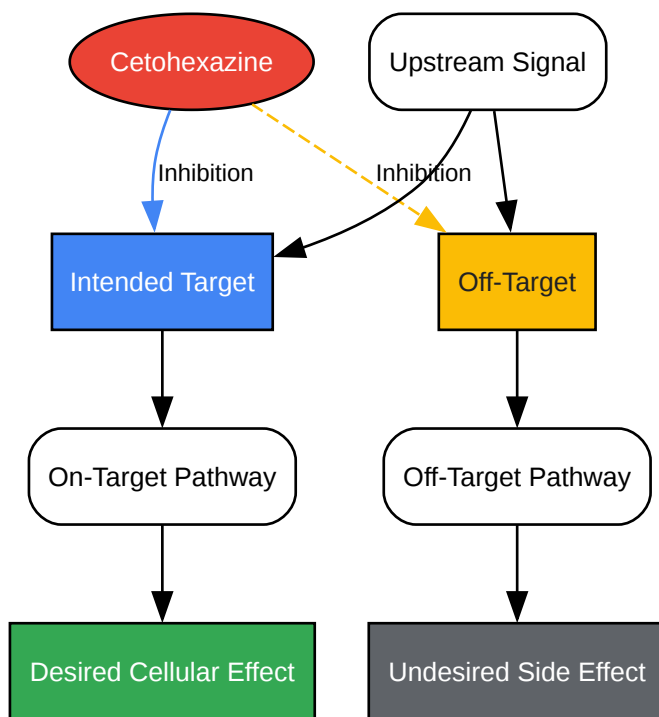 Cetohexazine
Upstream Signal
Inhibition
Inhibition
Intended Target
Off-Target
On-Target Pathway
Off-Target Pathway
Desired Cellular Effect
Undesired Side Effect